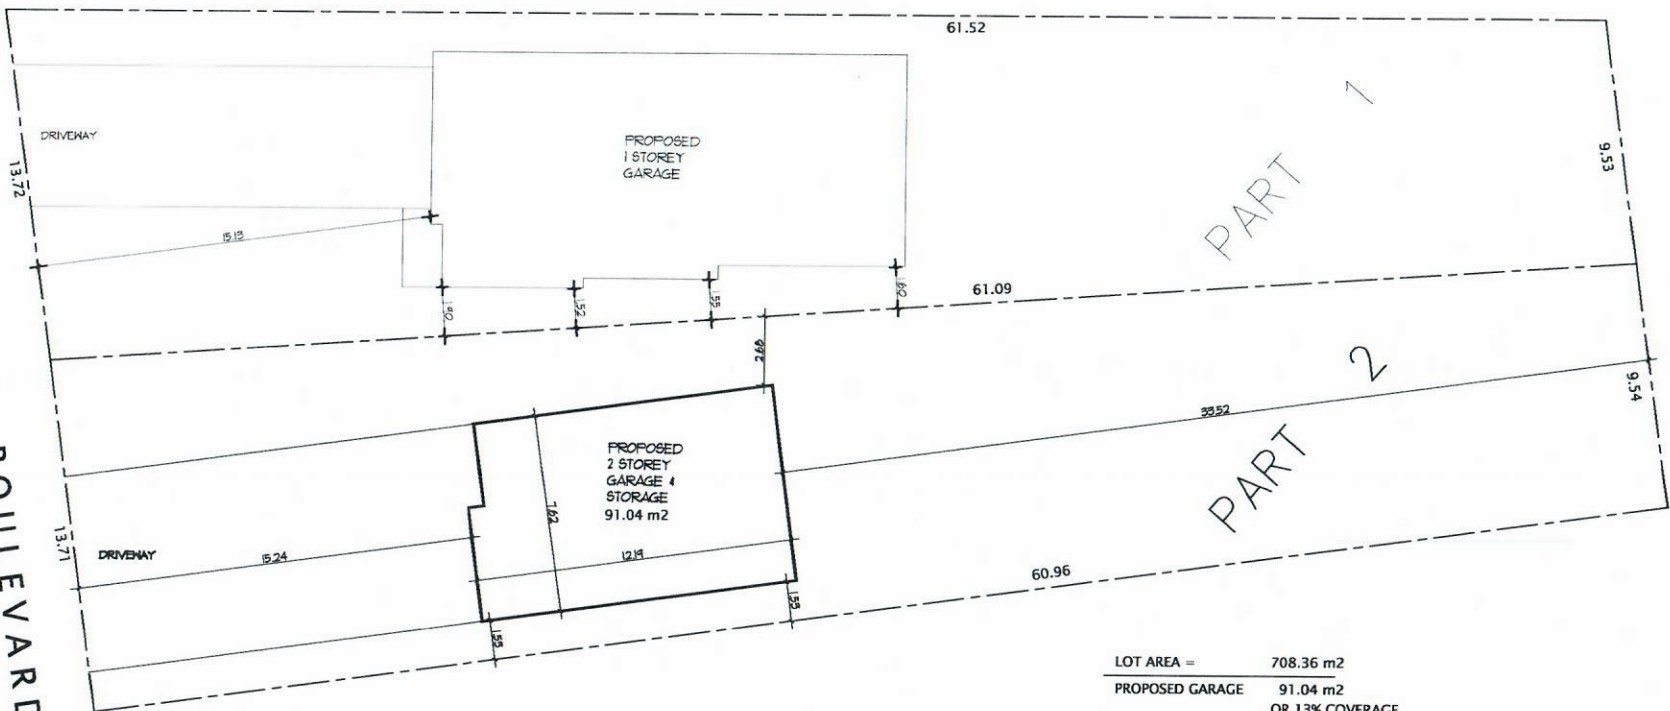 61.52
DRIVEWAY
PROPOSED
1 STOREY
GARAGE
PART 1
9.53
13.72
15.13
1.90
1.52
1.55
1.60
61.09
2.68
PART 2
33.52
9.54
PROPOSED
2 STOREY
GARAGE &
STORAGE
91.04 m2
7.62
12.19
13.71
DRIVEWAY
15.24
1.55
1.55
60.96
BOULEVARD
LOT AREA = 708.36 m2
PROPOSED GARAGE 91.04 m2
OR 13% COVERAGE